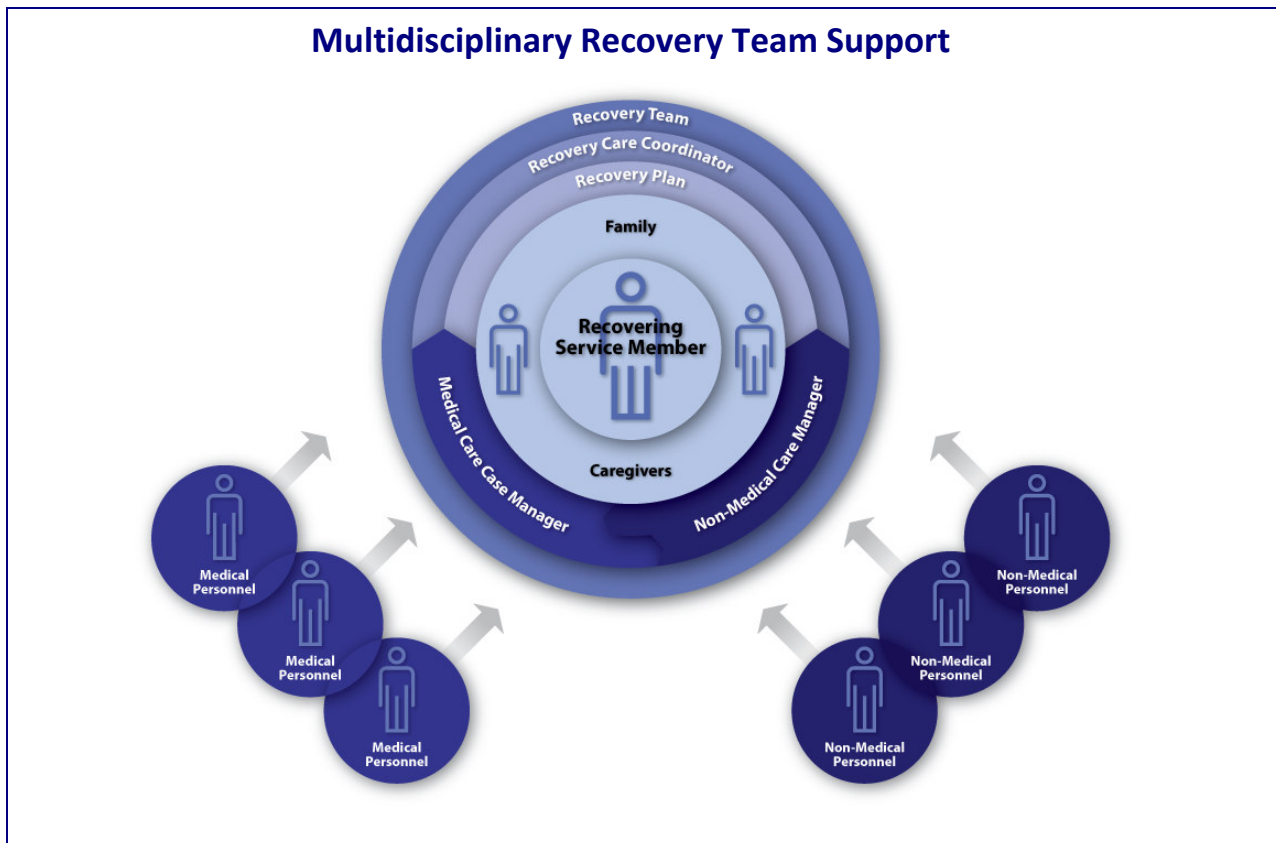 Multidisciplinary Recovery Team Support
Recovery Team
Recovery Care Coordinator
Recovery Plan
Family
Recovering
Service Member
Caregivers
Medical Care Case Manager
Non-Medical Care Manager
Medical
Personnel
Medical
Personnel
Medical
Personnel
Non-Medical
Personnel
Non-Medical
Personnel
Non-Medical
Personnel